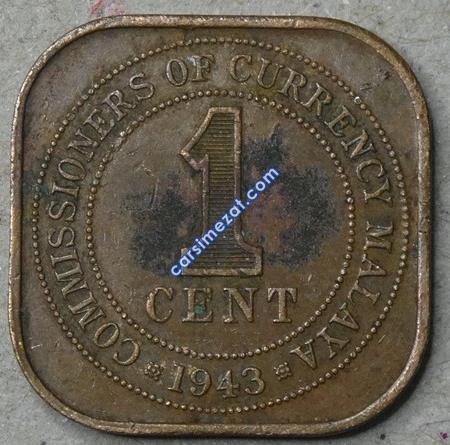 COMMISSIONERS OF CURRENCY MALAYA
1
CENT
1943
carsimezat.com